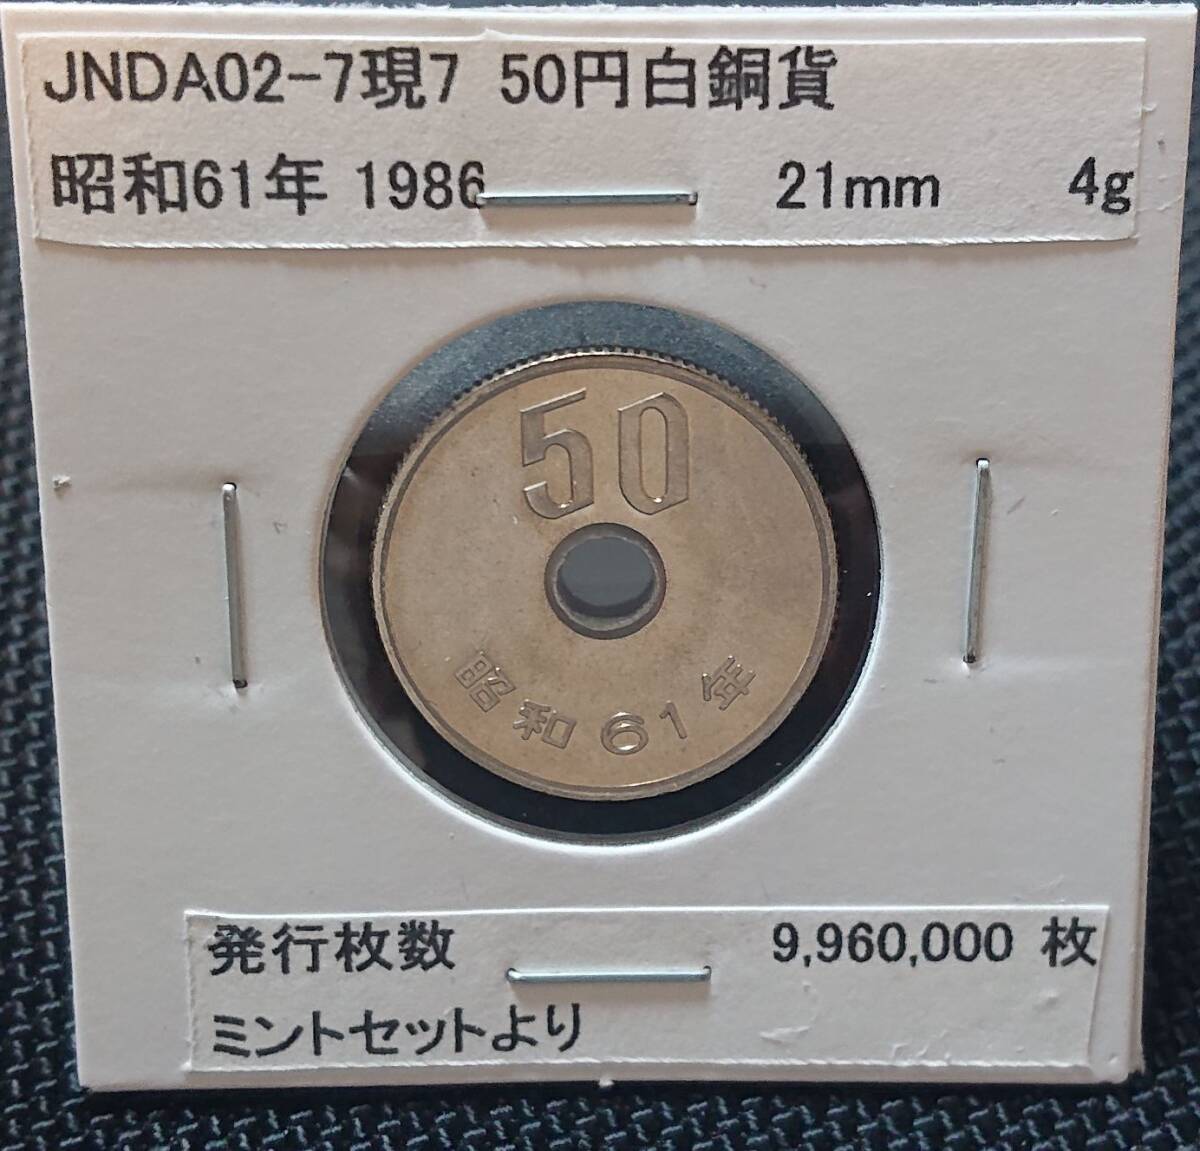 JNDA02-7現7 50円白銅貨
昭和61年 1986 21mm 4g
50
昭和61年
発行枚数 9,960,000 枚
ミントセットより